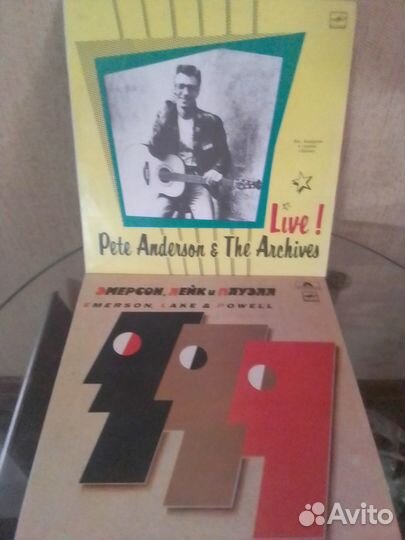 Live!
Pete Anderson & The Archives
Эмерсон, Лейк и Пауэлл
Emerson, Lake & Powell
Avito